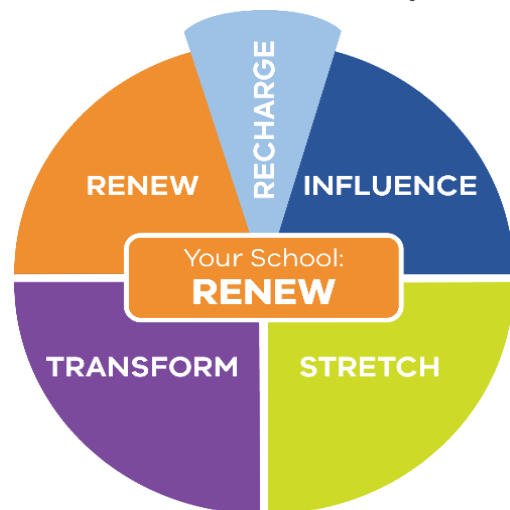 RECHARGE
RENEW
INFLUENCE
Your School:
RENEW
TRANSFORM
STRETCH